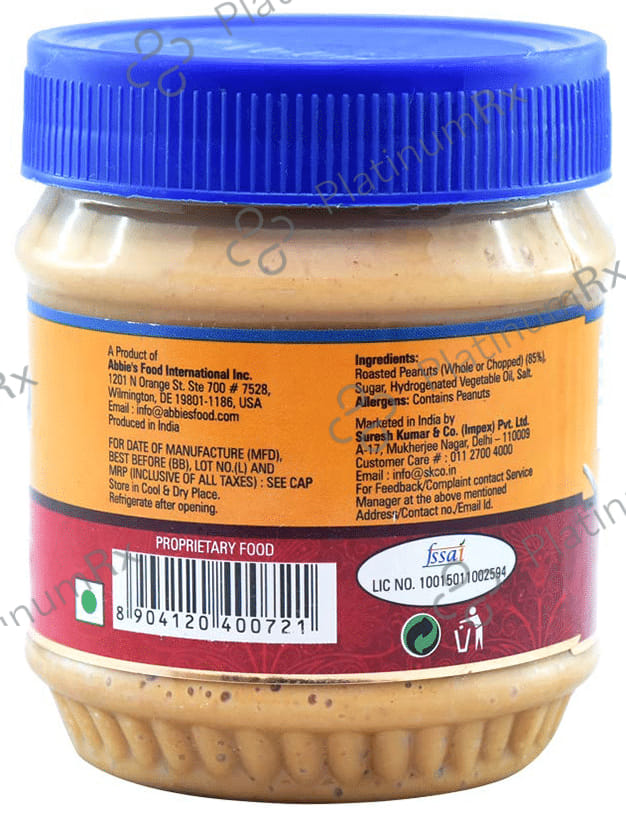 A Product of
Abbie's Food International Inc.
1201 N Orange St. Ste 700 # 7528,
Wilmington, DE 19801-1186, USA
Email : info@abbiesfood.com
Produced in India
FOR DATE OF MANUFACTURE (MFD),
BEST BEFORE (BB), LOT NO.(L) AND
MRP (INCLUSIVE OF ALL TAXES) : SEE CAP
Store in Cool & Dry Place.
Refrigerate after opening.
Ingredients:
Roasted Peanuts (Whole or Chopped) (85%),
Sugar, Hydrogenated Vegetable Oil, Salt.
Allergens: Contains Peanuts
Marketed in India by
Suresh Kumar & Co. (Impex) Pvt. Ltd.
A-17, Mukherjee Nagar, Delhi – 110009
Customer Care # : 011 2700 4000
Email : info@skco.in
For Feedback/Complaint contact Service
Manager at the above mentioned
Address/Contact no./Email Id.
PROPRIETARY FOOD
8 904120 400721
fssai
LIC NO. 10015011002594
PlatinumRx
PlatinumRx
PlatinumRx
PlatinumRx
PlatinumRx